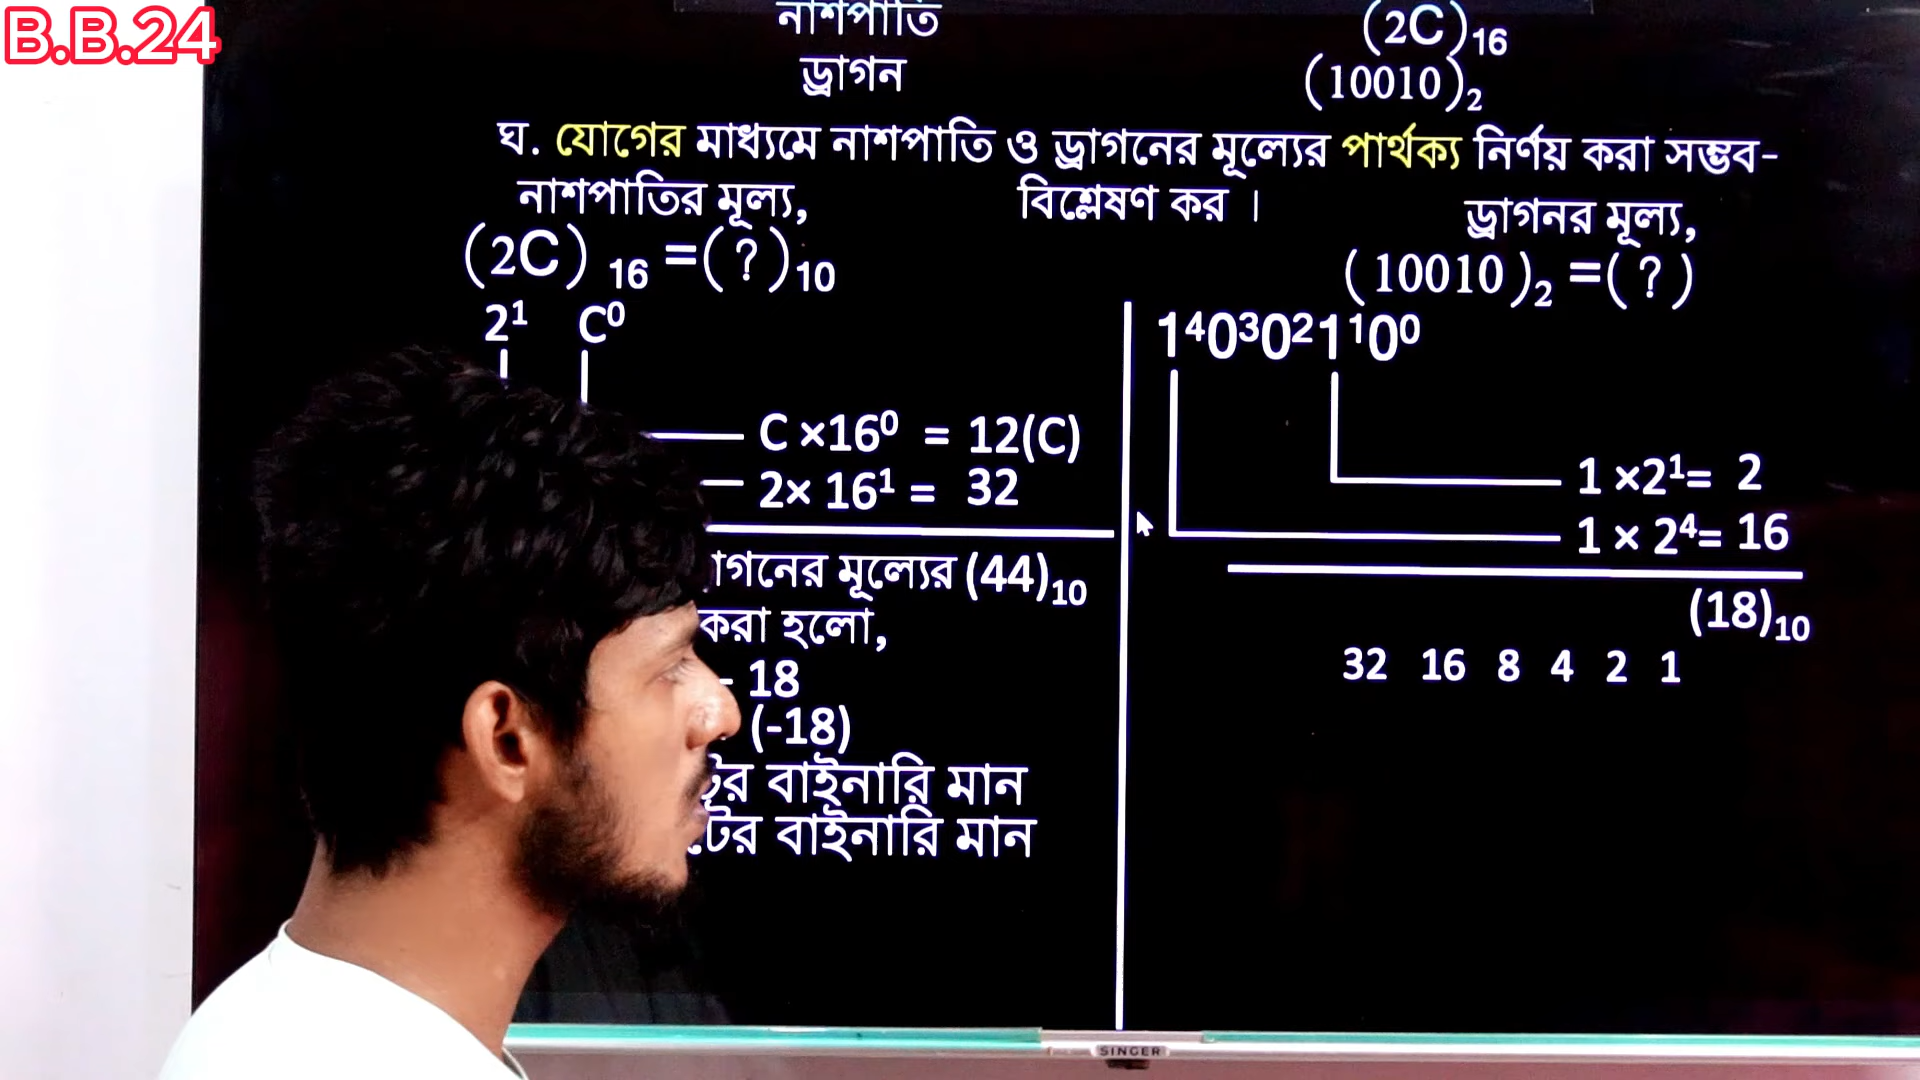 B.B.24
নাশপাতি (2C)₁₆
ড্রাগন (10010)₂
ঘ. যোগের মাধ্যমে নাশপাতি ও ড্রাগনের মূল্যের পার্থক্য নির্ণয় করা সম্ভব-
বিশ্লেষণ কর ।
নাশপাতির মূল্য,
(2C)₁₆ =(?)₁₀
2¹ C⁰
C ×16⁰ = 12(C)
2× 16¹ = 32
মূল্যের (44)₁₀
করা হলো,
- 18
(-18)
বাইনারি মান
বাইনারি মান
ড্রাগনর মূল্য,
(10010)₂ =(?)
1⁴0³0²1¹0⁰
1 ×2¹= 2
1 × 2⁴= 16
(18)₁₀
32 16 8 4 2 1
SINGER